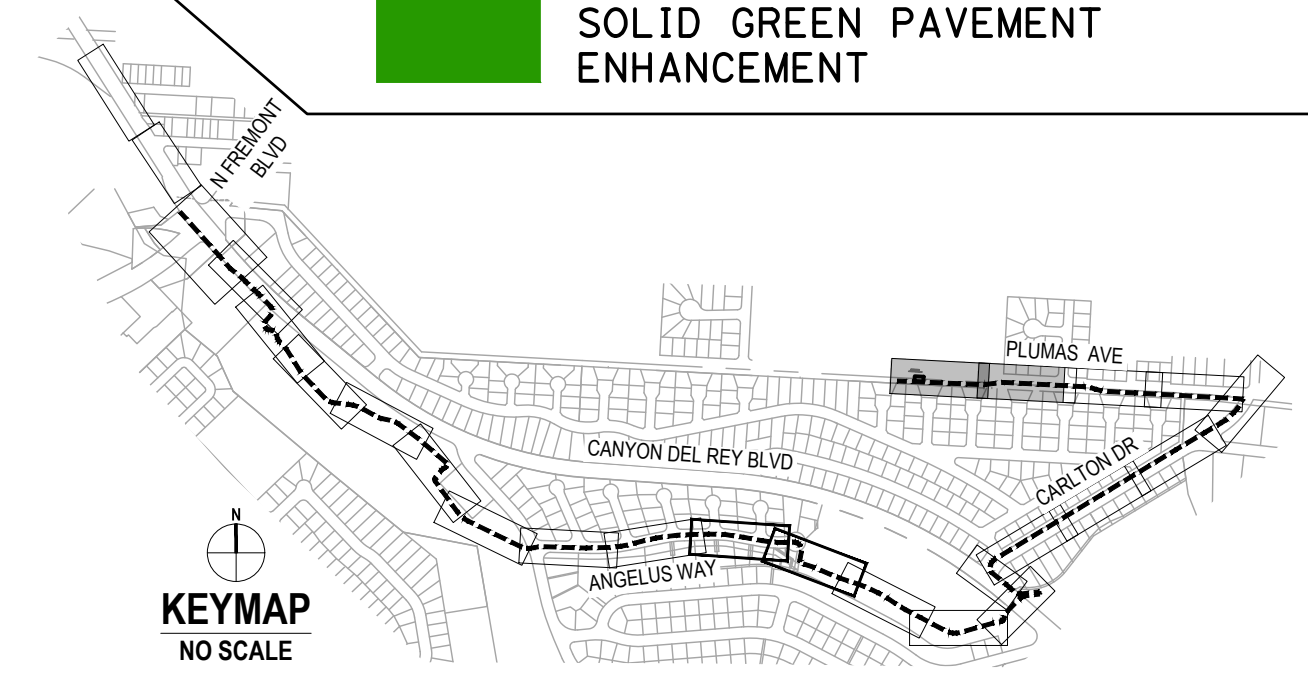 SOLID GREEN PAVEMENT
ENHANCEMENT
N FREMONT
BLVD
PLUMAS AVE
CANYON DEL REY BLVD
CARLTON DR
ANGELUS WAY
N
KEYMAP
NO SCALE